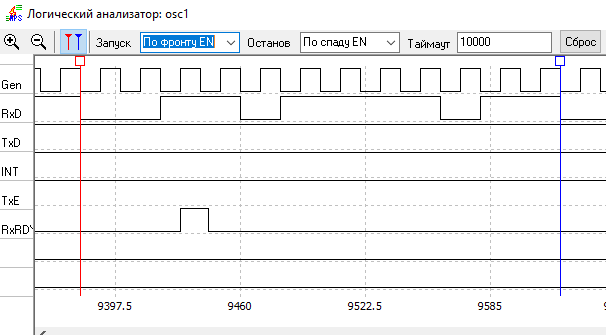 Логический анализатор: osc1
Запуск По фронту EN Останов По спаду EN Таймаут 10000 Сброс
Gen
RxD
TxD
INT
TxE
RxRDY
9397.5 9460 9522.5 9585